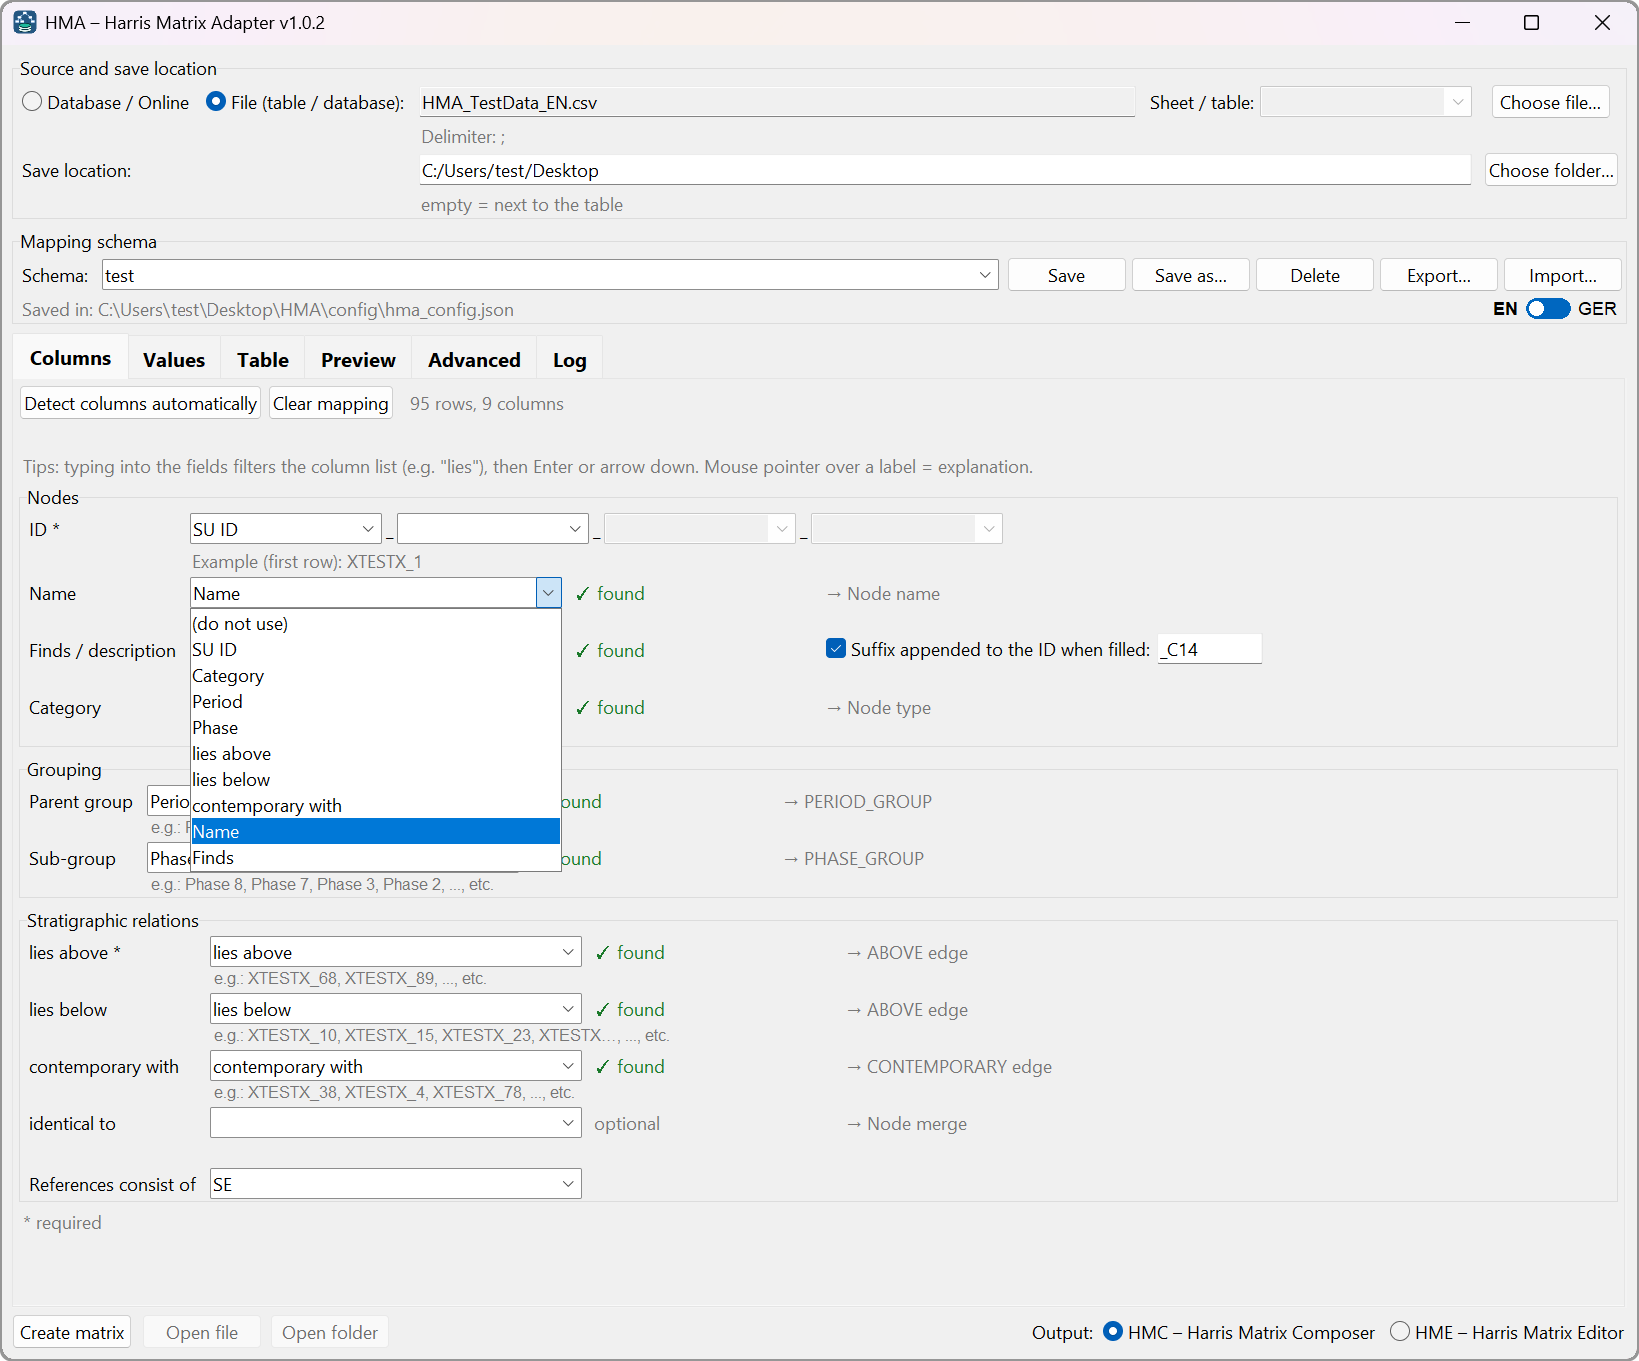 HMA – Harris Matrix Adapter v1.0.2
Source and save location
Database / Online File (table / database): HMA_TestData_EN.csv Sheet / table: Choose file...
Delimiter: ;
Save location: C:/Users/test/Desktop Choose folder...
empty = next to the table
Mapping schema
Schema: test Save Save as... Delete Export... Import...
Saved in: C:\Users\test\Desktop\HMA\config\hma_config.json EN GER
Columns Values Table Preview Advanced Log
Detect columns automatically Clear mapping 95 rows, 9 columns
Tips: typing into the fields filters the column list (e.g. "lies"), then Enter or arrow down. Mouse pointer over a label = explanation.
Nodes
ID * SU ID _ _ _
Example (first row): XTESTX_1
Name Name ✓ found → Node name
(do not use)
SU ID
Finds / description ✓ found Suffix appended to the ID when filled: _C14
Category
Period
Category ✓ found → Node type
Phase
lies above
Grouping
lies below
Parent group Perio ound → PERIOD_GROUP
contemporary with
e.g.:
Name
Sub-group Phase ound → PHASE_GROUP
Finds
e.g.: Phase 8, Phase 7, Phase 3, Phase 2, ..., etc.
Stratigraphic relations
lies above * lies above ✓ found → ABOVE edge
e.g.: XTESTX_68, XTESTX_89, ..., etc.
lies below lies below ✓ found → ABOVE edge
e.g.: XTESTX_10, XTESTX_15, XTESTX_23, XTESTX..., ..., etc.
contemporary with contemporary with ✓ found → CONTEMPORARY edge
e.g.: XTESTX_38, XTESTX_4, XTESTX_78, ..., etc.
identical to optional → Node merge
References consist of SE
* required
Create matrix Open file Open folder Output: HMC – Harris Matrix Composer HME – Harris Matrix Editor